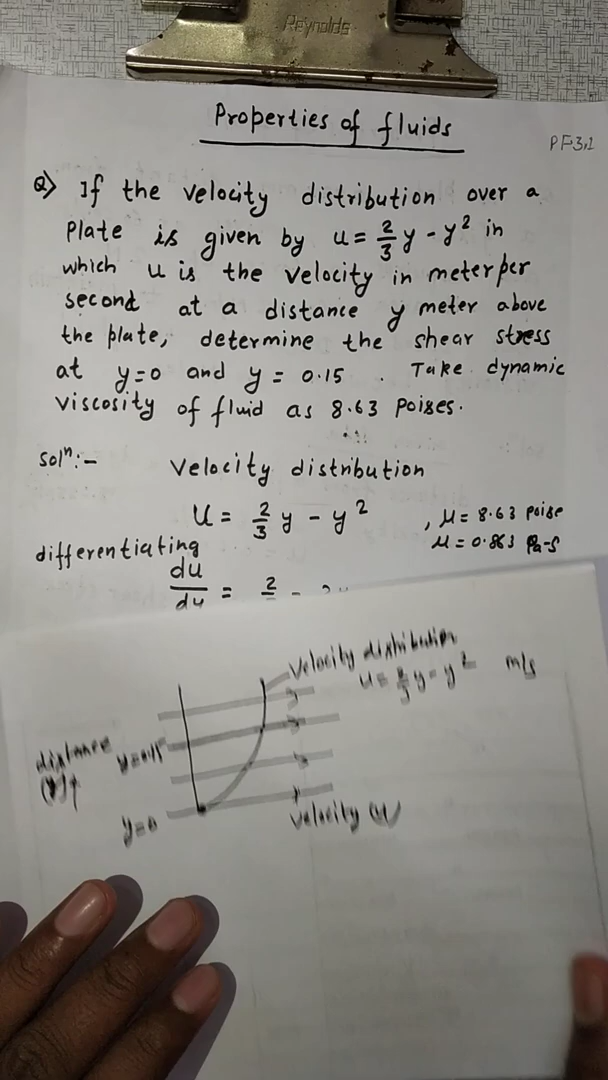 Reynolds
Properties of fluids
PF3.1
Q) If the velocity distribution over a
plate is given by u = 2/3 y - y² in
which u is the velocity in meter per
second at a distance y meter above
the plate, determine the shear stress
at y=0 and y = 0.15 . Take dynamic
viscosity of fluid as 8.63 poises.
Solⁿ:- Velocity distribution
U = 2/3 y - y² , μ = 8.63 poise
differentiating μ = 0.863 Pa-s
du/dy = 2
Velocity distribution
u = 2/3 y - y² m/s
distance y=0.15
(y)↑
y=0
velocity (u)